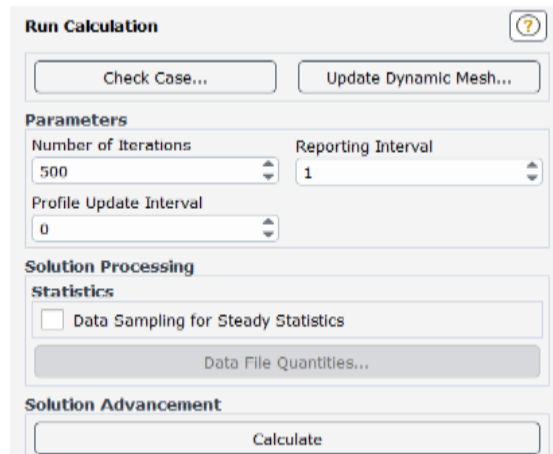 Run Calculation
?
Check Case... Update Dynamic Mesh...
Parameters
Number of Iterations Reporting Interval
500 1
Profile Update Interval
0
Solution Processing
Statistics
Data Sampling for Steady Statistics
Data File Quantities...
Solution Advancement
Calculate